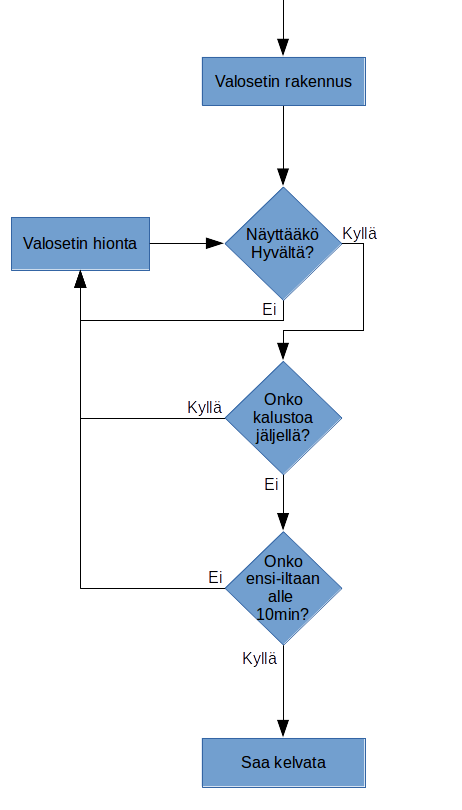 Valosetin rakennus
Valosetin hionta
Näyttääkö
Hyvältä?
Kyllä
Ei
Kyllä
Onko
kalustoa
jäljellä?
Ei
Ei
Onko
ensi-iltaan
alle
10min?
Kyllä
Saa kelvata